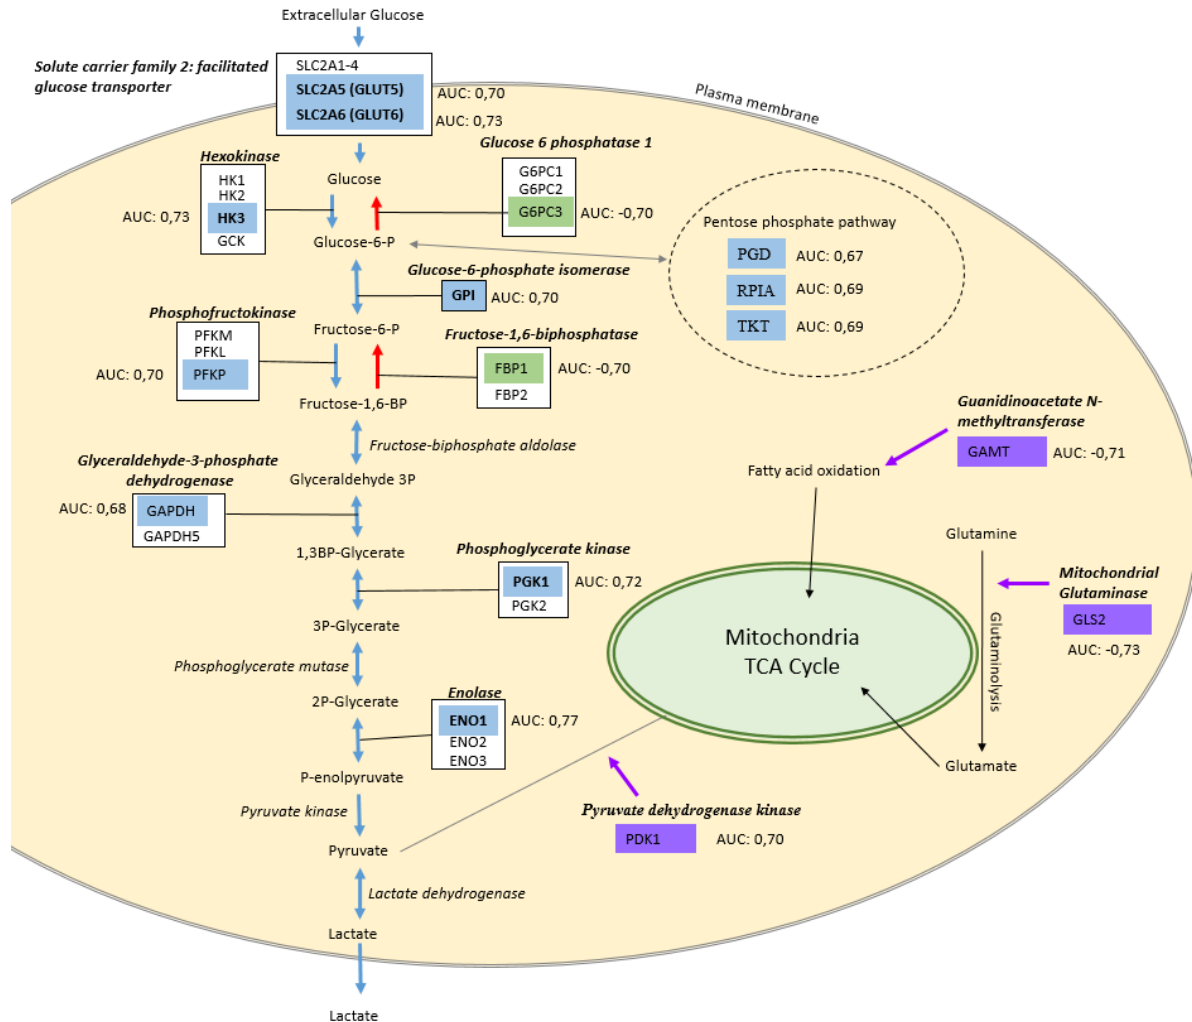 Extracellular Glucose
Solute carrier family 2: facilitated
glucose transporter
SLC2A1-4
SLC2A5 (GLUT5)
AUC: 0,70
SLC2A6 (GLUT6)
AUC: 0,73
Plasma membrane
Hexokinase
HK1
HK2
HK3
GCK
AUC: 0,73
Glucose
Glucose 6 phosphatase 1
G6PC1
G6PC2
G6PC3
AUC: -0,70
Glucose-6-P
Pentose phosphate pathway
PGD
AUC: 0,67
RPIA
AUC: 0,69
TKT
AUC: 0,69
Glucose-6-phosphate isomerase
GPI
AUC: 0,70
Phosphofructokinase
PFKM
PFKL
PFKP
AUC: 0,70
Fructose-6-P
Fructose-1,6-biphosphatase
FBP1
AUC: -0,70
FBP2
Fructose-1,6-BP
Fructose-biphosphate aldolase
Guanidinoacetate N-
methyltransferase
GAMT
AUC: -0,71
Fatty acid oxidation
Glyceraldehyde-3-phosphate
dehydrogenase
AUC: 0,68
GAPDH
GAPDH5
Glyceraldehyde 3P
1,3BP-Glycerate
Phosphoglycerate kinase
PGK1
AUC: 0,72
PGK2
3P-Glycerate
Glutamine
Mitochondrial
Glutaminase
GLS2
AUC: -0,73
Glutaminolysis
Glutamate
Mitochondria
TCA Cycle
Phosphoglycerate mutase
2P-Glycerate
Enolase
ENO1
AUC: 0,77
ENO2
ENO3
P-enolpyruvate
Pyruvate kinase
Pyruvate dehydrogenase kinase
PDK1
AUC: 0,70
Pyruvate
Lactate dehydrogenase
Lactate
Lactate